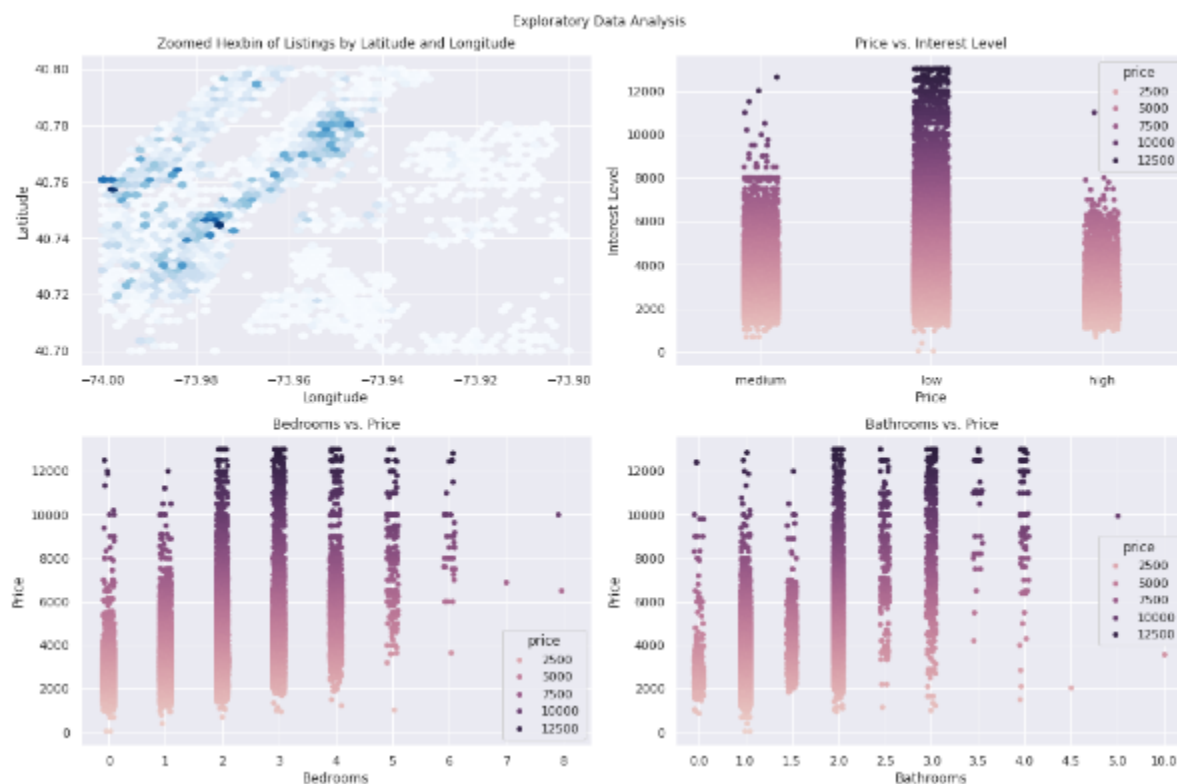 Exploratory Data Analysis
Zoomed Hexbin of Listings by Latitude and Longitude
40.80
40.78
40.76
40.74
40.72
40.70
Latitude
−74.00 −73.98 −73.96 −73.94 −73.92 −73.90
Longitude
Price vs. Interest Level
12000
10000
8000
6000
4000
2000
0
Interest Level
price
2500
5000
7500
10000
12500
medium low high
Price
Bedrooms vs. Price
12000
10000
8000
6000
4000
2000
0
Price
price
2500
5000
7500
10000
12500
0 1 2 3 4 5 6 7 8
Bedrooms
Bathrooms vs. Price
12000
10000
8000
6000
4000
2000
0
Price
price
2500
5000
7500
10000
12500
0.0 1.0 1.5 2.0 2.5 3.0 3.5 4.0 4.5 5.0 10.0
Bathrooms